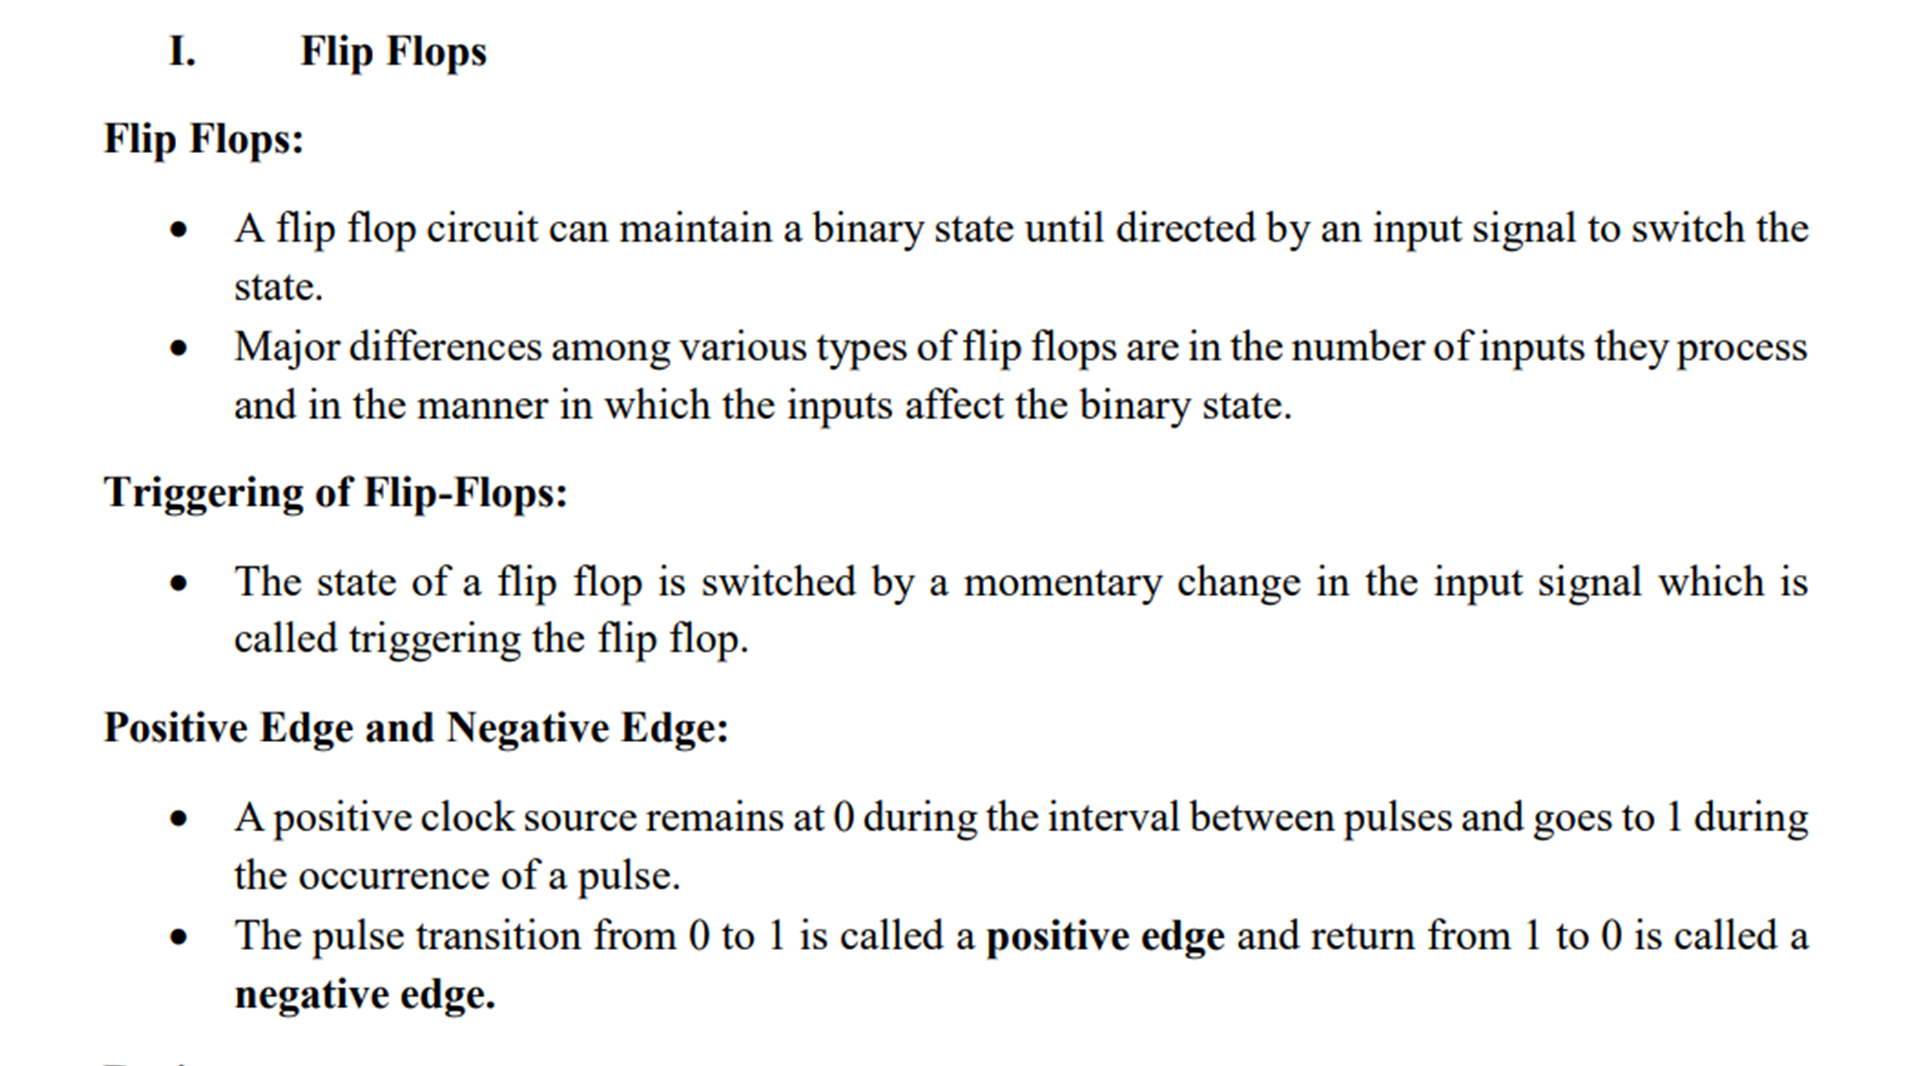 I. Flip Flops
Flip Flops:
• A flip flop circuit can maintain a binary state until directed by an input signal to switch the
state.
• Major differences among various types of flip flops are in the number of inputs they process
and in the manner in which the inputs affect the binary state.
Triggering of Flip-Flops:
• The state of a flip flop is switched by a momentary change in the input signal which is
called triggering the flip flop.
Positive Edge and Negative Edge:
• A positive clock source remains at 0 during the interval between pulses and goes to 1 during
the occurrence of a pulse.
• The pulse transition from 0 to 1 is called a positive edge and return from 1 to 0 is called a
negative edge.